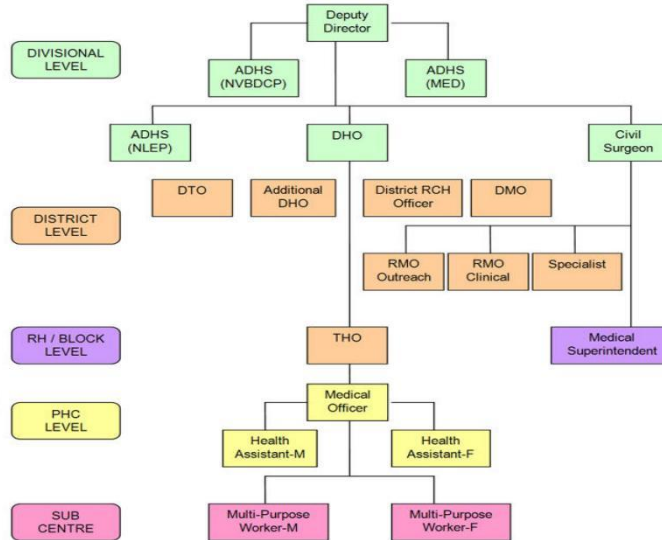 Deputy
Director
DIVISIONAL
LEVEL
ADHS
(NVBDCP)
ADHS
(MED)
ADHS
(NLEP)
DHO
Civil
Surgeon
DISTRICT
LEVEL
DTO
Additional
DHO
District RCH
Officer
DMO
RMO
Outreach
RMO
Clinical
Specialist
RH / BLOCK
LEVEL
THO
Medical
Superintendent
PHC
LEVEL
Medical
Officer
Health
Assistant-M
Health
Assistant-F
SUB
CENTRE
Multi-Purpose
Worker-M
Multi-Purpose
Worker-F